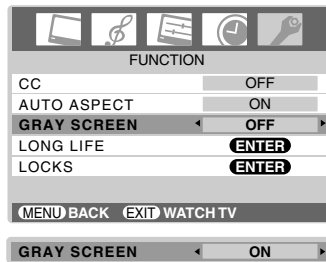 FUNCTION
CC OFF
AUTO ASPECT ON
GRAY SCREEN OFF
LONG LIFE ENTER
LOCKS ENTER
MENU BACK EXIT WATCH TV
GRAY SCREEN ON